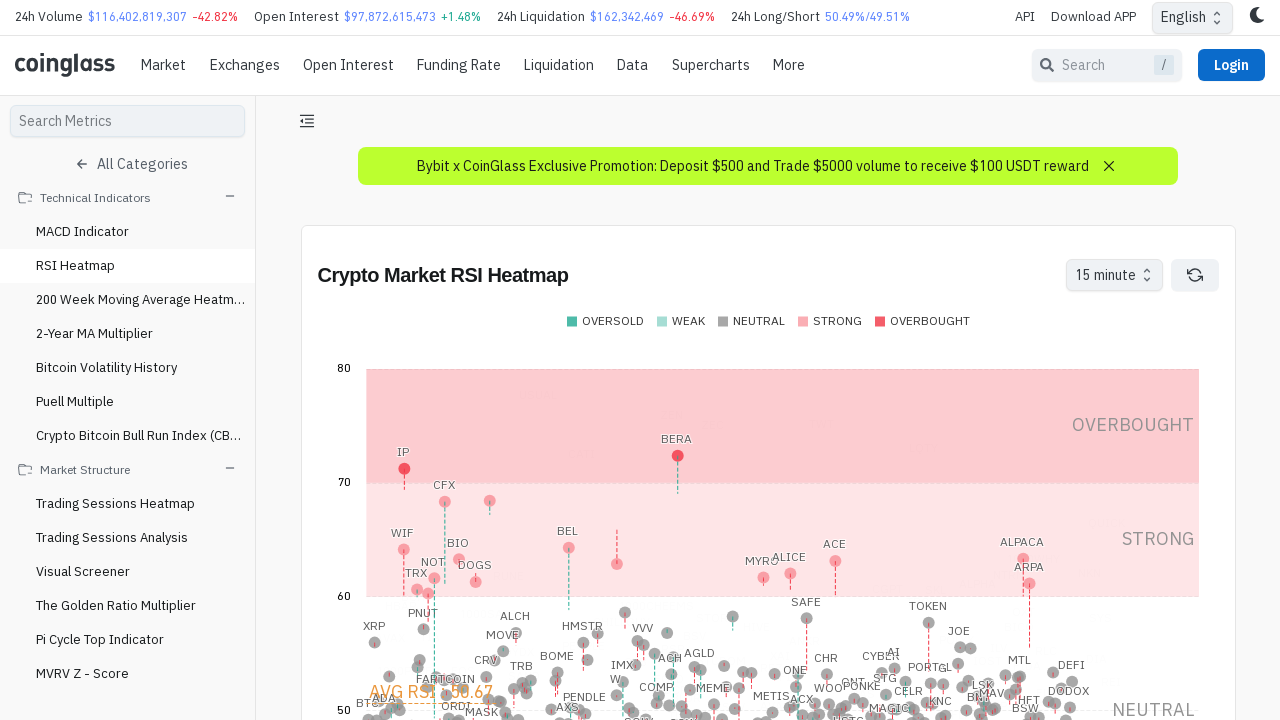 24h Volume $116,402,819,307 -42.82% Open Interest $97,872,615,473 +1.48% 24h Liquidation $162,342,469 -46.69% 24h Long/Short 50.49%/49.51% API Download APP English
coinglass Market Exchanges Open Interest Funding Rate Liquidation Data Supercharts More Search / Login
Search Metrics
All Categories
Technical Indicators
MACD Indicator
RSI Heatmap
200 Week Moving Average Heatm...
2-Year MA Multiplier
Bitcoin Volatility History
Puell Multiple
Crypto Bitcoin Bull Run Index (CB...
Market Structure
Trading Sessions Heatmap
Trading Sessions Analysis
Visual Screener
The Golden Ratio Multiplier
Pi Cycle Top Indicator
MVRV Z - Score
Bybit x CoinGlass Exclusive Promotion: Deposit $500 and Trade $5000 volume to receive $100 USDT reward
Crypto Market RSI Heatmap
15 minute
OVERSOLD WEAK NEUTRAL STRONG OVERBOUGHT
80
OVERBOUGHT
BERA
IP
70
CFX
WIF BEL
STRONG
BIO ACE ALPACA
NOT DOGS MYRO ALICE
TRX ARPA
60
SAFE TOKEN
PNUT ALCH
XRP HMSTR VVV
MOVE JOE
CRV BOME ACH AGLD CHR CYBER AI
TRB IMX ONE PORTAL MTL DEFI
FARTCOIN W STG
AVG RSI : 50.67 COMP MEME WOO PONKE LSK
ADA PENDLE METIS CELR MAV DODOX
BTC ORDI AXS ACX KNC HFT
MASK MAGIC BSW
50 NEUTRAL